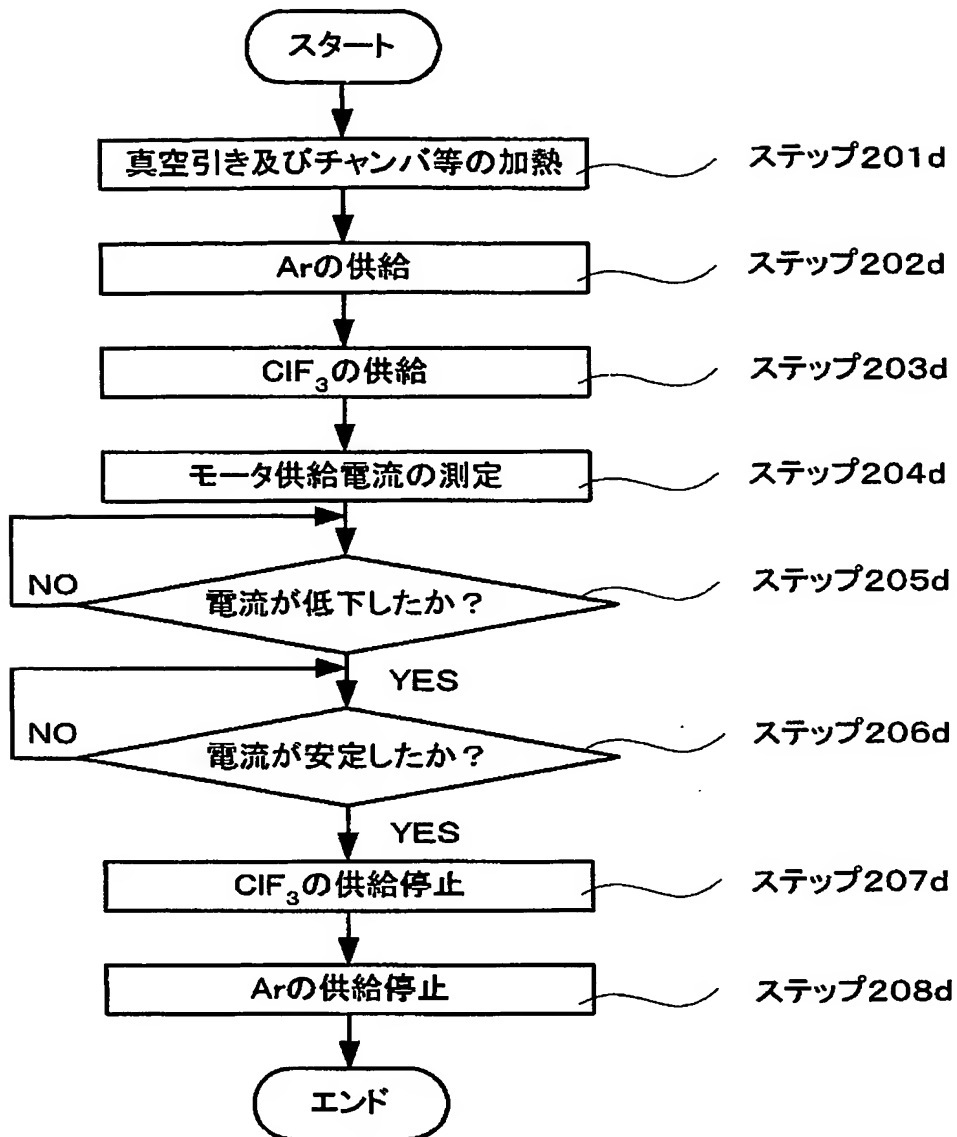 スタート
真空引き及びチャンバ等の加熱
ステップ201d
Arの供給
ステップ202d
ClF₃の供給
ステップ203d
モータ供給電流の測定
ステップ204d
電流が低下したか？
ステップ205d
NO
YES
電流が安定したか？
ステップ206d
NO
YES
ClF₃の供給停止
ステップ207d
Arの供給停止
ステップ208d
エンド